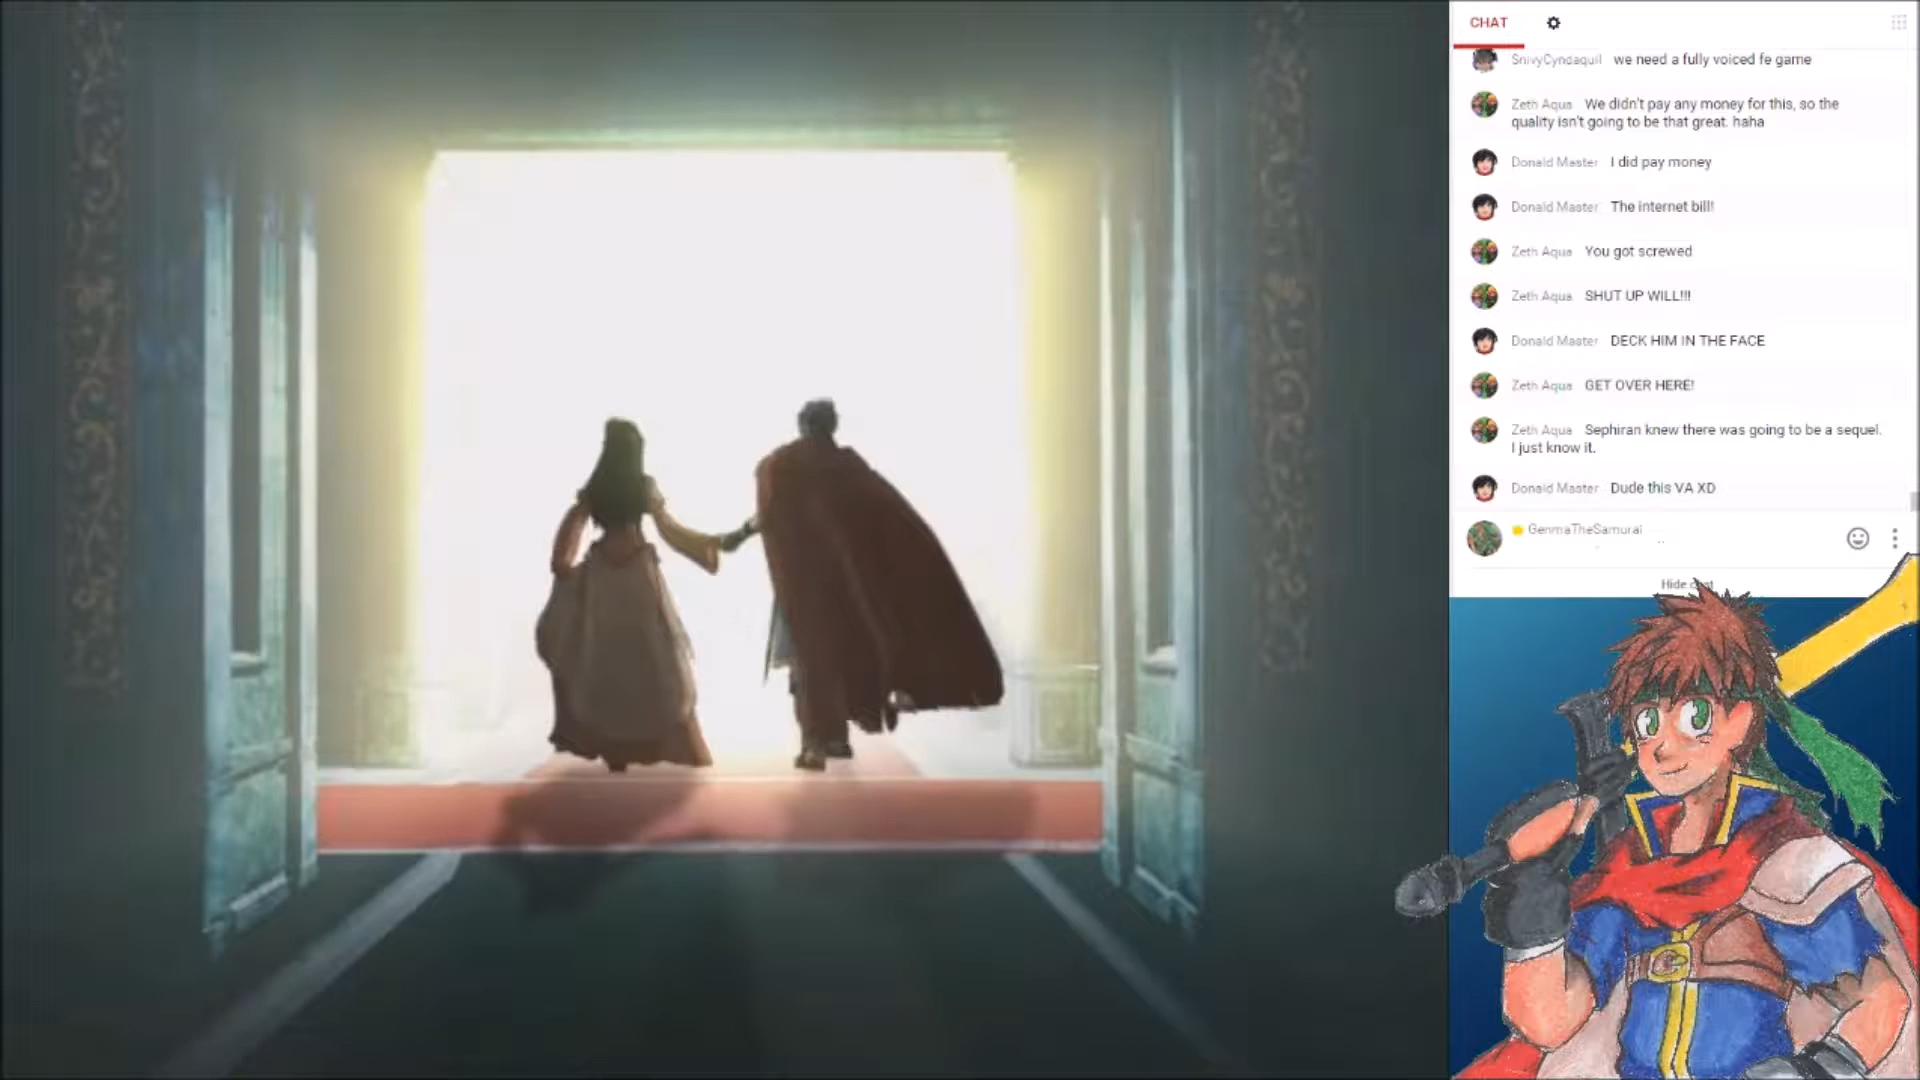 CHAT
SnivyCyndaquil we need a fully voiced fe game
Zeth Aqua We didn't pay any money for this, so the
quality isn't going to be that great. haha
Donald Master I did pay money
Donald Master The internet bill!
Zeth Aqua You got screwed
Zeth Aqua SHUT UP WILL!!!
Donald Master DECK HIM IN THE FACE
Zeth Aqua GET OVER HERE!
Zeth Aqua Sephiran knew there was going to be a sequel.
I just know it.
Donald Master Dude this VA XD
GenmaTheSamurai
Hide chat